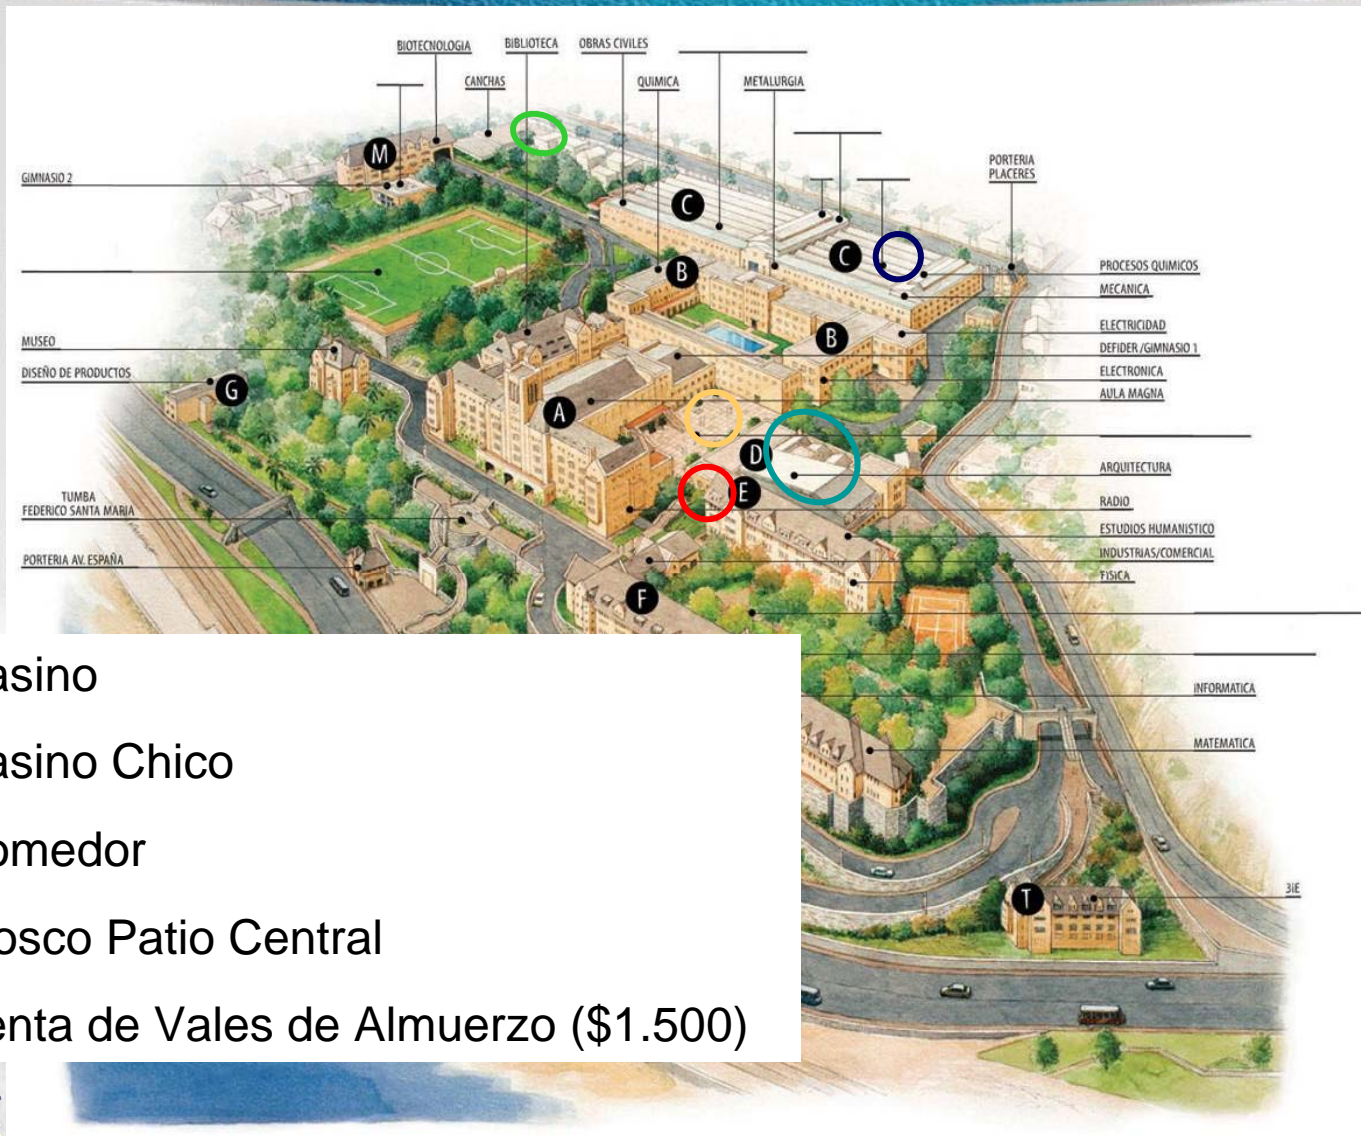 BIOTECNOLOGIA
BIBLIOTECA
OBRAS CIVILES
CANCHAS
QUIMICA
METALURGIA
PORTERIA
PLACERES
GIMNASIO 2
M
C
C
B
B
PROCESOS QUIMICOS
MECANICA
ELECTRICIDAD
DEFIDER /GIMNASIO 1
ELECTRONICA
AULA MAGNA
MUSEO
DISEÑO DE PRODUCTOS
G
A
D
E
ARQUITECTURA
RADIO
ESTUDIOS HUMANISTICO
INDUSTRIAS/COMERCIAL
FISICA
TUMBA
FEDERICO SANTA MARIA
PORTERIA AV. ESPAÑA
F
INFORMATICA
MATEMATICA
3IE
T
asino
asino Chico
omedor
osco Patio Central
enta de Vales de Almuerzo ($1.500)